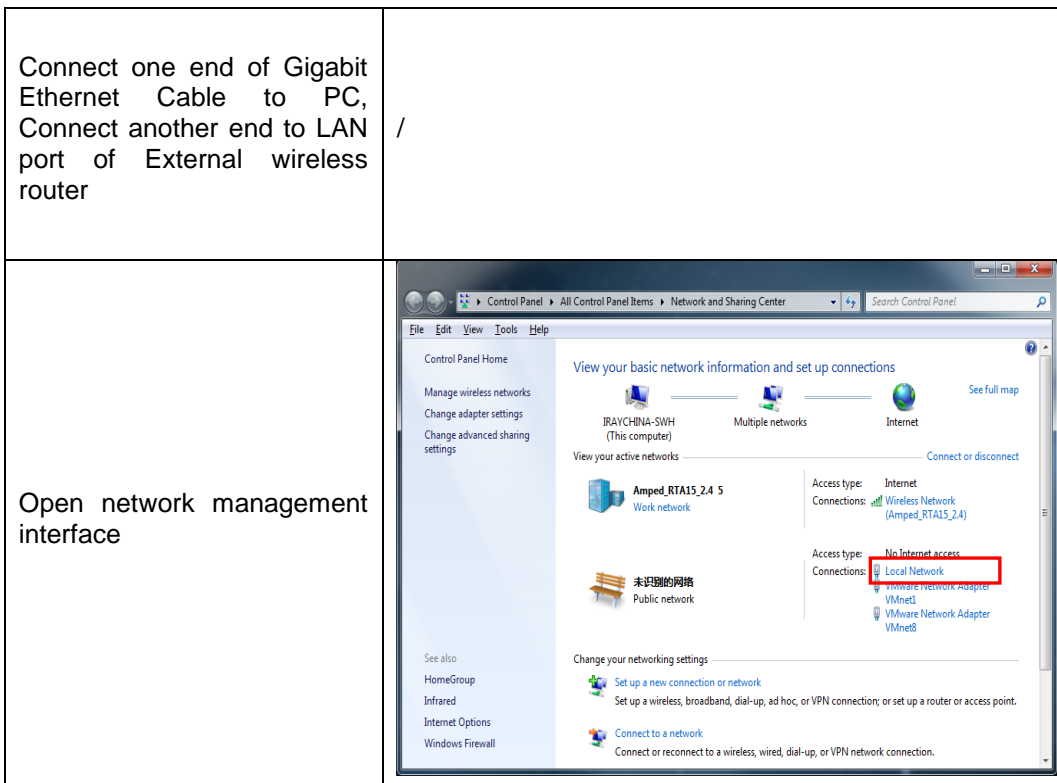 Connect one end of Gigabit
Ethernet Cable to PC,
Connect another end to LAN
port of External wireless
router
/
Open network management
interface
Control Panel ▸ All Control Panel Items ▸ Network and Sharing Center
Search Control Panel
File Edit View Tools Help
Control Panel Home
Manage wireless networks
Change adapter settings
Change advanced sharing
settings
See also
HomeGroup
Infrared
Internet Options
Windows Firewall
View your basic network information and set up connections
See full map
IRAYCHINA-SWH
(This computer)
Multiple networks
Internet
View your active networks
Connect or disconnect
Amped_RTA15_2.4 5
Work network
Access type: Internet
Connections: Wireless Network
(Amped_RTA15_2.4)
未识别的网络
Public network
Access type: No Internet access
Connections: Local Network
VMware Network Adapter
VMnet1
VMware Network Adapter
VMnet8
Change your networking settings
Set up a new connection or network
Set up a wireless, broadband, dial-up, ad hoc, or VPN connection; or set up a router or access point.
Connect to a network
Connect or reconnect to a wireless, wired, dial-up, or VPN network connection.